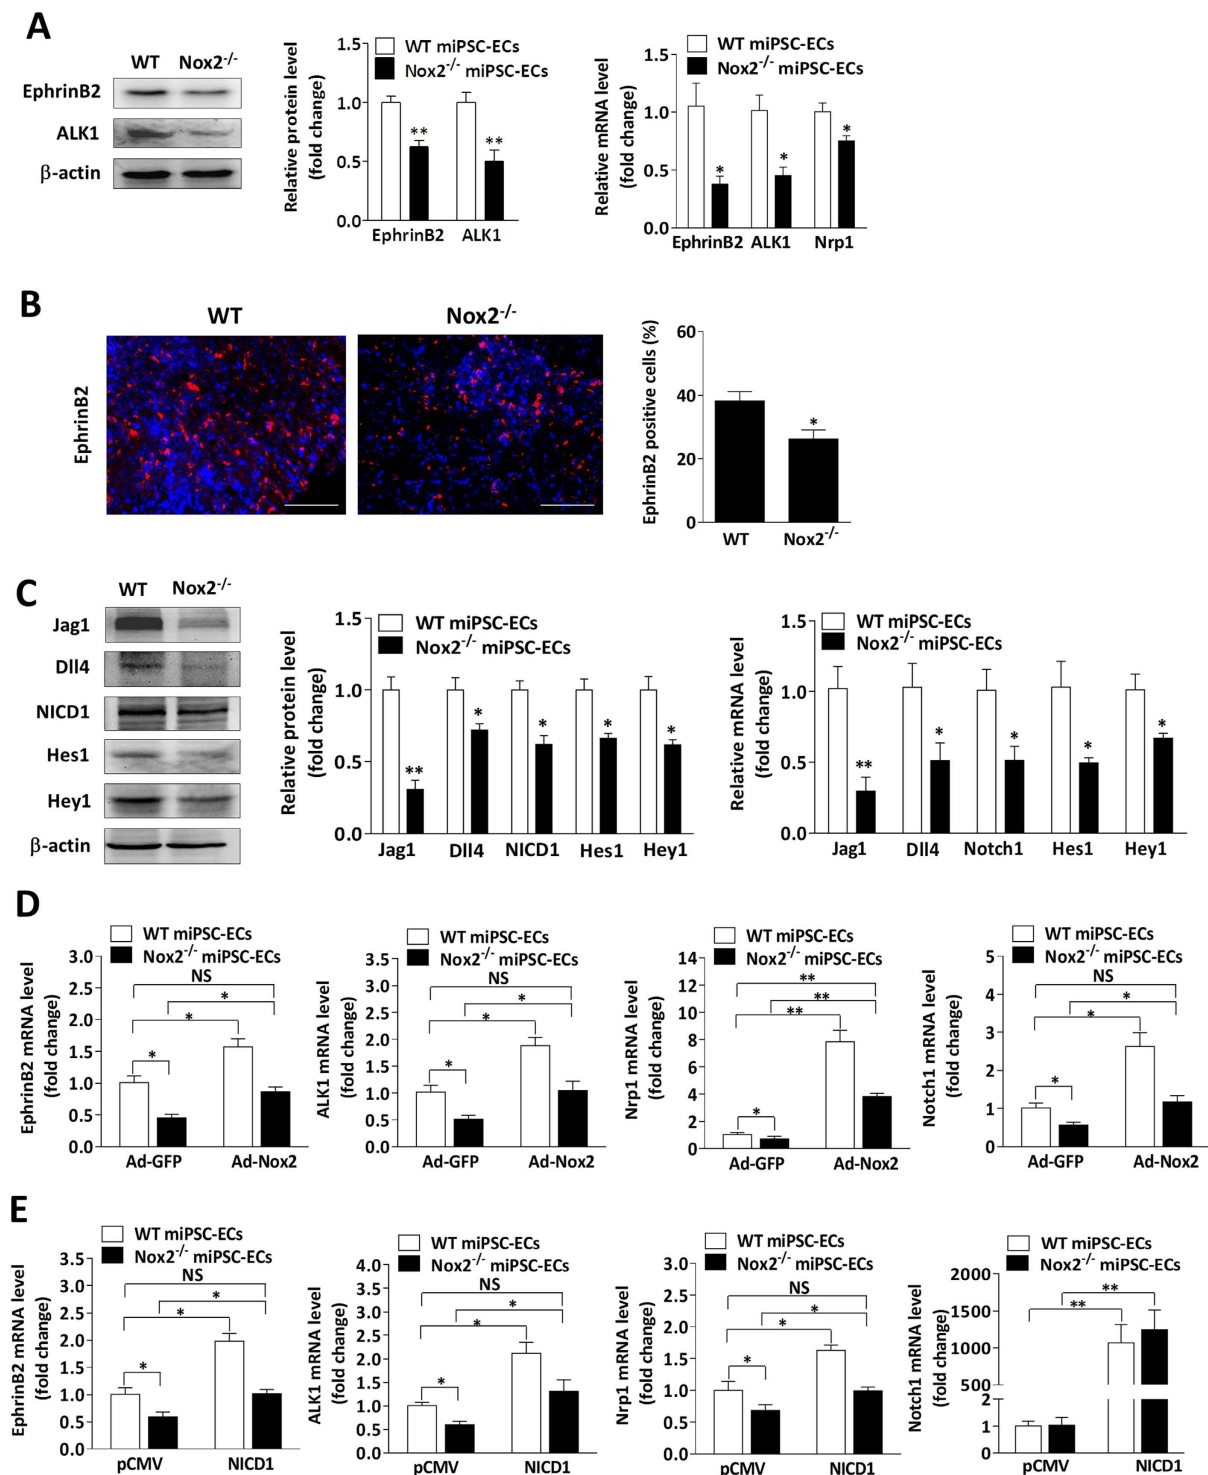 A
WT Nox2-/-
EphrinB2
ALK1
β-actin
Relative protein level
(fold change)
1.5
1.0
0.5
0.0
WT miPSC-ECs
Nox2-/- miPSC-ECs
**
**
EphrinB2 ALK1
Relative mRNA level
(fold change)
1.5
1.0
0.5
0.0
WT miPSC-ECs
Nox2-/- miPSC-ECs
*
*
*
EphrinB2 ALK1 Nrp1
B
WT Nox2-/-
EphrinB2
EphrinB2 positive cells (%)
60
40
20
0
*
WT Nox2-/-
C
WT Nox2-/-
Jag1
Dll4
NICD1
Hes1
Hey1
β-actin
Relative protein level
(fold change)
1.5
1.0
0.5
0.0
WT miPSC-ECs
Nox2-/- miPSC-ECs
** * * * *
Jag1 Dll4 NICD1 Hes1 Hey1
Relative mRNA level
(fold change)
1.5
1.0
0.5
0.0
WT miPSC-ECs
Nox2-/- miPSC-ECs
** * * * *
Jag1 Dll4 Notch1 Hes1 Hey1
D
EphrinB2 mRNA level
(fold change)
3.0
2.5
2.0
1.5
1.0
0.5
0.0
WT miPSC-ECs
Nox2-/- miPSC-ECs
NS
*
*
*
Ad-GFP Ad-Nox2
ALK1 mRNA level
(fold change)
3.5
3.0
2.5
2.0
1.5
1.0
0.5
0.0
WT miPSC-ECs
Nox2-/- miPSC-ECs
NS
*
*
*
Ad-GFP Ad-Nox2
Nrp1 mRNA level
(fold change)
14
12
10
8
6
4
2
0
WT miPSC-ECs
Nox2-/- miPSC-ECs
**
**
**
*
Ad-GFP Ad-Nox2
Notch1 mRNA level
(fold change)
5
4
3
2
1
0
WT miPSC-ECs
Nox2-/- miPSC-ECs
NS
*
*
*
Ad-GFP Ad-Nox2
E
EphrinB2 mRNA level
(fold change)
3.5
3.0
2.5
2.0
1.5
1.0
0.5
0.0
WT miPSC-ECs
Nox2-/- miPSC-ECs
NS
*
*
*
pCMV NICD1
ALK1 mRNA level
(fold change)
4.0
3.5
3.0
2.5
2.0
1.5
1.0
0.5
0.0
WT miPSC-ECs
Nox2-/- miPSC-ECs
NS
*
*
*
pCMV NICD1
Nrp1 mRNA level
(fold change)
3.0
2.5
2.0
1.5
1.0
0.5
0.0
WT miPSC-ECs
Nox2-/- miPSC-ECs
NS
*
*
*
pCMV NICD1
Notch1 mRNA level
(fold change)
2000
1500
1000
500
2
1
0
WT miPSC-ECs
Nox2-/- miPSC-ECs
**
**
pCMV NICD1